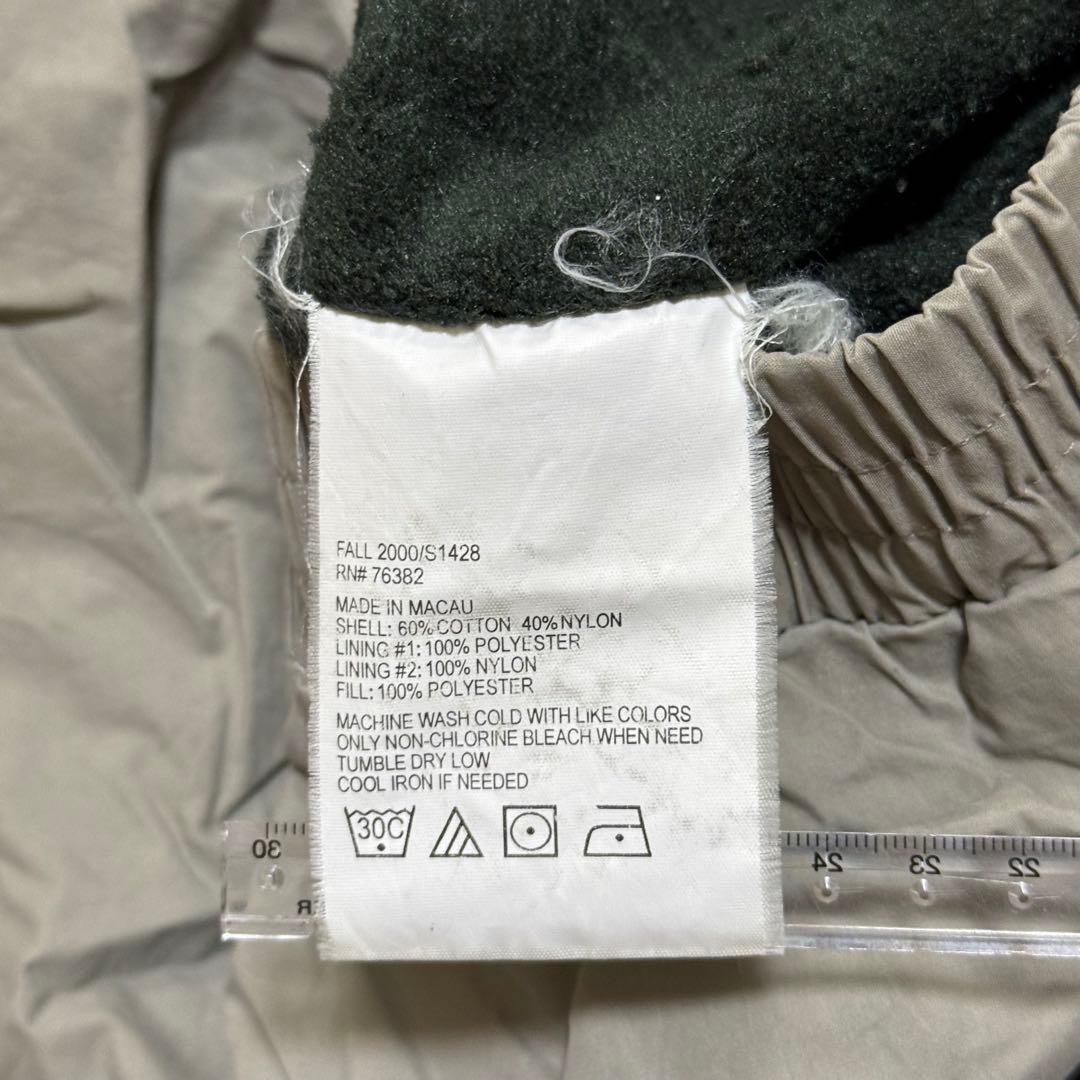 FALL 2000/S1428
RN# 76382
MADE IN MACAU
SHELL: 60% COTTON 40% NYLON
LINING #1: 100% POLYESTER
LINING #2: 100% NYLON
FILL: 100% POLYESTER
MACHINE WASH COLD WITH LIKE COLORS
ONLY NON-CHLORINE BLEACH WHEN NEED
TUMBLE DRY LOW
COOL IRON IF NEEDED
30C
30 24 23 22